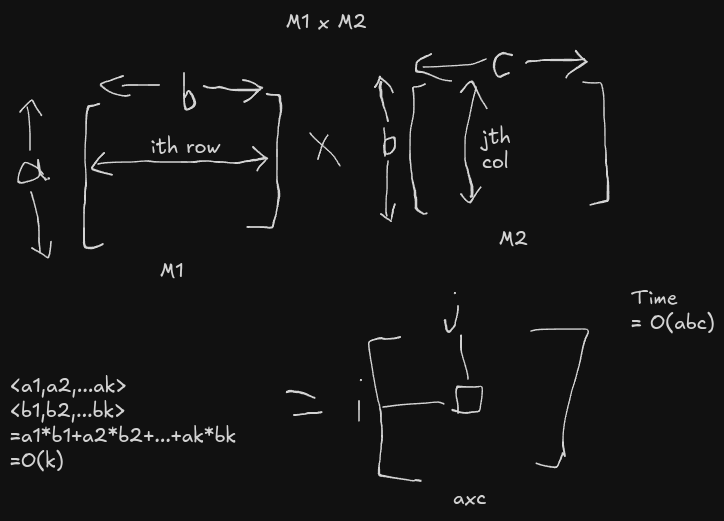 M1 x M2
b
c
a
ith row
X
b
jth
col
M1
M2
j
Time
= O(abc)
<a1,a2,...ak>
<b1,b2,...bk>
=a1*b1+a2*b2+...+ak*bk
=O(k)
=
i
axc